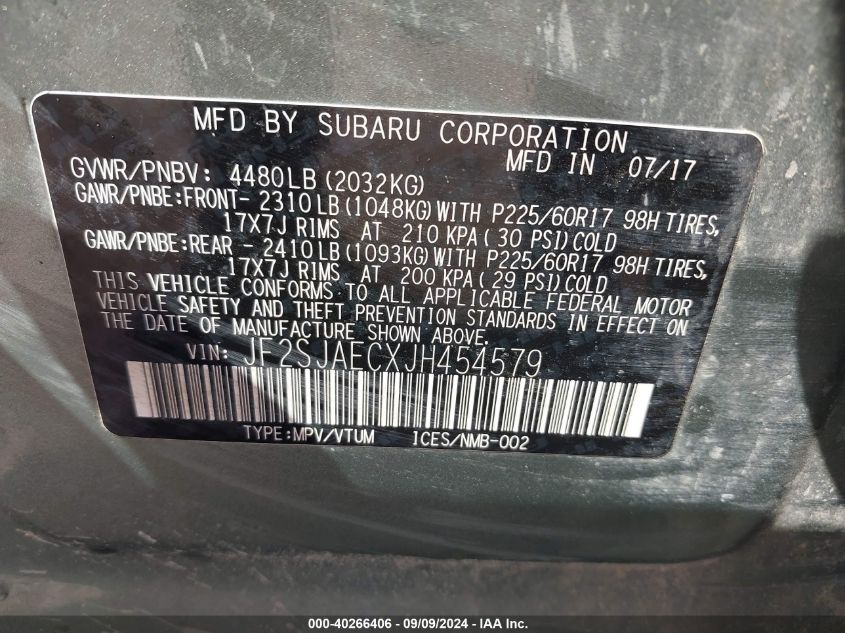 MFD BY SUBARU CORPORATION
MFD IN 07/17
GVWR/PNBV: 4480LB (2032KG)
GAWR/PNBE:FRONT- 2310LB (1048KG) WITH P225/60R17 98H TIRES,
17X7J RIMS AT 210 KPA( 30 PSI) COLD
GAWR/PNBE:REAR - 2410LB (1093KG) WITH P225/60R17 98H TIRES,
17X7J RIMS AT 200 KPA( 29 PSI) COLD
THIS VEHICLE CONFORMS TO ALL APPLICABLE FEDERAL MOTOR
VEHICLE SAFETY AND THEFT PREVENTION STANDARDS IN EFFECT ON
THE DATE OF MANUFACTURE SHOWN ABOVE.
VIN: JF2SJAECXJH454579
TYPE:MPV/VTUM ICES/NMB-002
000-40266406 - 09/09/2024 - IAA Inc.